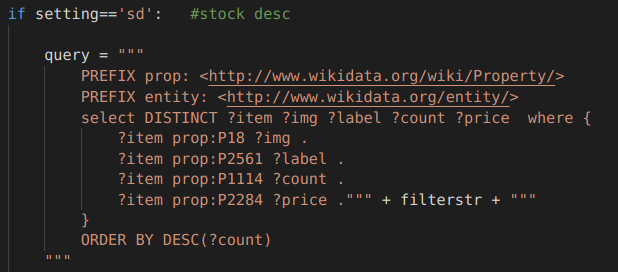 if setting=='sd':   #stock desc
query = """
PREFIX prop: <http://www.wikidata.org/wiki/Property/>
PREFIX entity: <http://www.wikidata.org/entity/>
select DISTINCT ?item ?img ?label ?count ?price  where {
?item prop:P18 ?img .
?item prop:P2561 ?label .
?item prop:P1114 ?count .
?item prop:P2284 ?price .""" + filterstr + """
}
ORDER BY DESC(?count)
"""